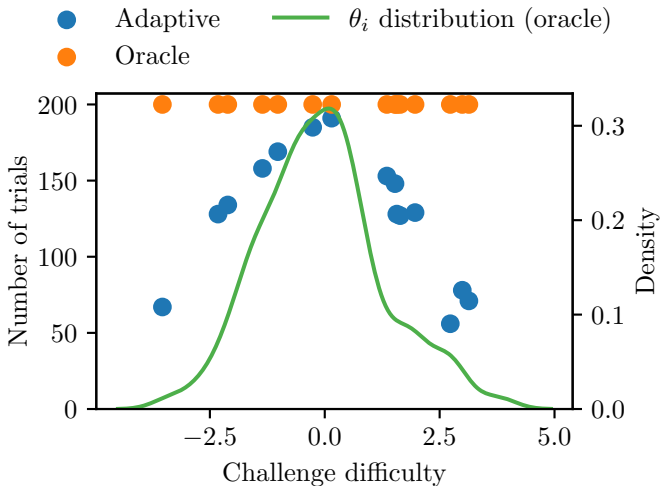 Adaptive
θi distribution (oracle)
Oracle
200
150
100
50
0
Number of trials
0.3
0.2
0.1
0.0
Density
−2.5
0.0
2.5
5.0
Challenge difficulty